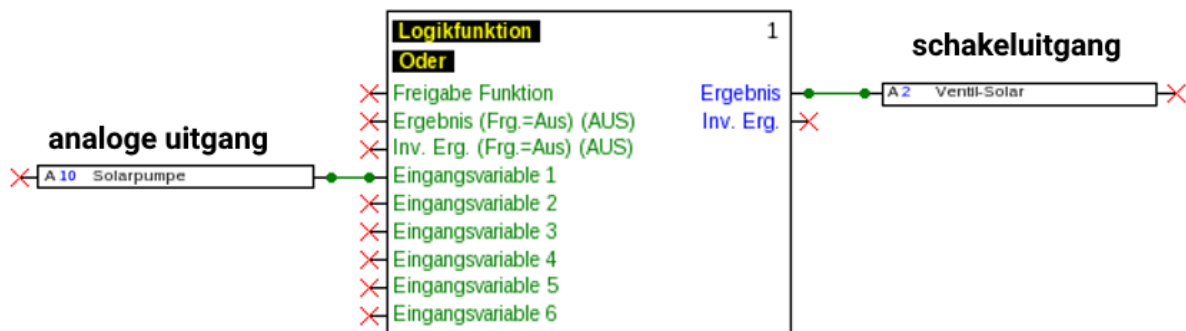 Logikfunktion 1
Oder
schakeluitgang
Freigabe Funktion
Ergebnis
A 2 Ventil-Solar
Ergebnis (Frg.=Aus) (AUS)
Inv. Erg.
analoge uitgang
Inv. Erg. (Frg.=Aus) (AUS)
A 10 Solarpumpe
Eingangsvariable 1
Eingangsvariable 2
Eingangsvariable 3
Eingangsvariable 4
Eingangsvariable 5
Eingangsvariable 6